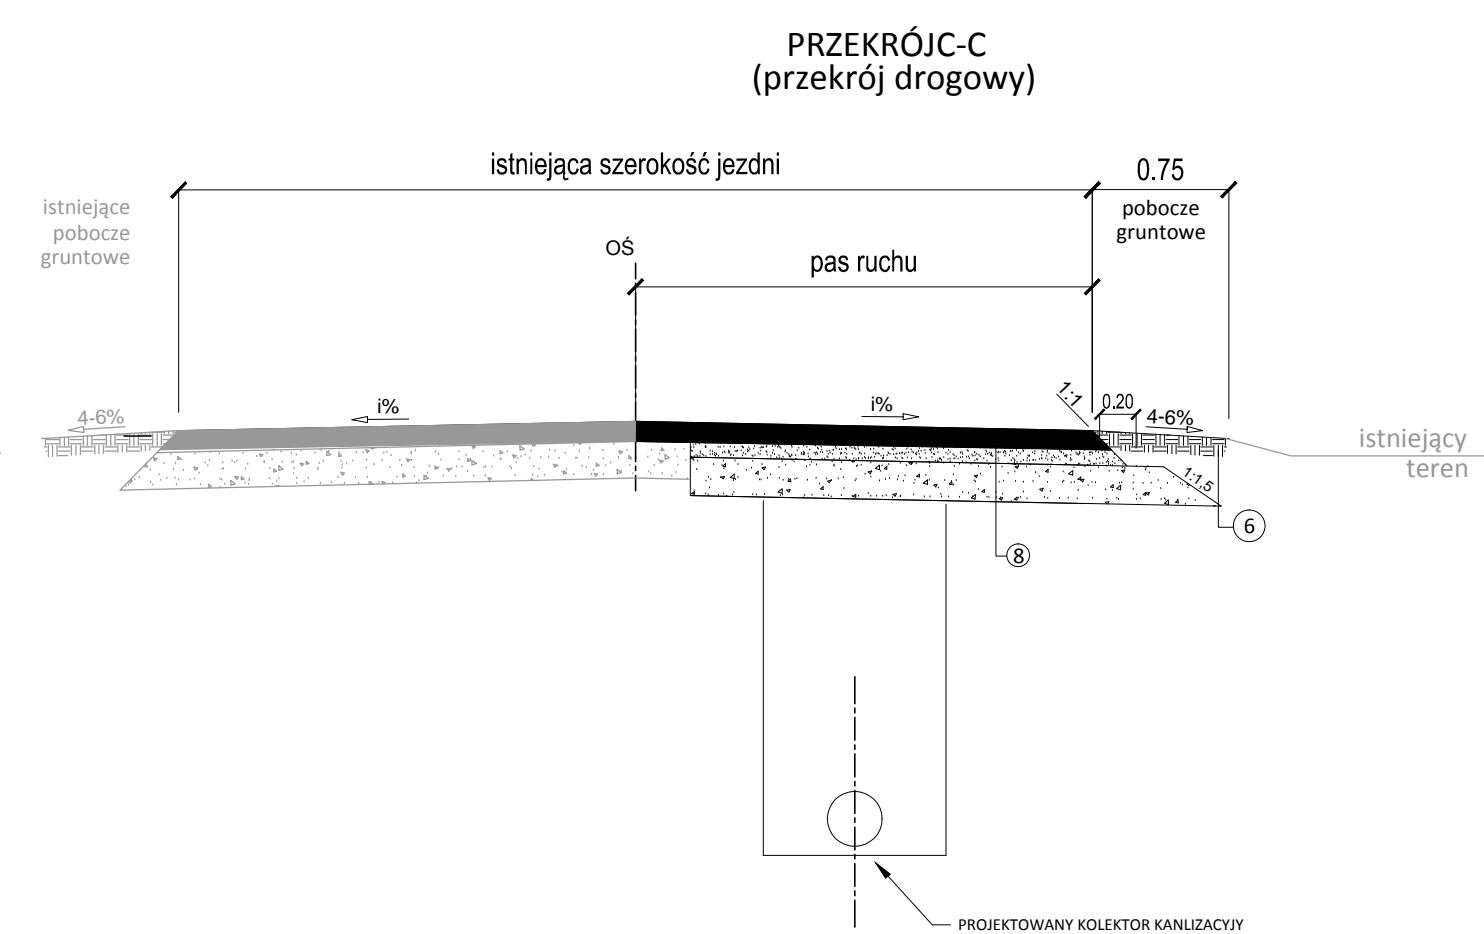 PRZEKRÓJC-C
(przekrój drogowy)
istniejąca szerokość jezdni
0.75
istniejące
pobocze
gruntowe
pobocze
gruntowe
OŚ
pas ruchu
4-6%
i%
i%
1:1
0.20
4-6%
istniejący
teren
1:1,5
6
8
PROJEKTOWANY KOLEKTOR KANLIZACYJY